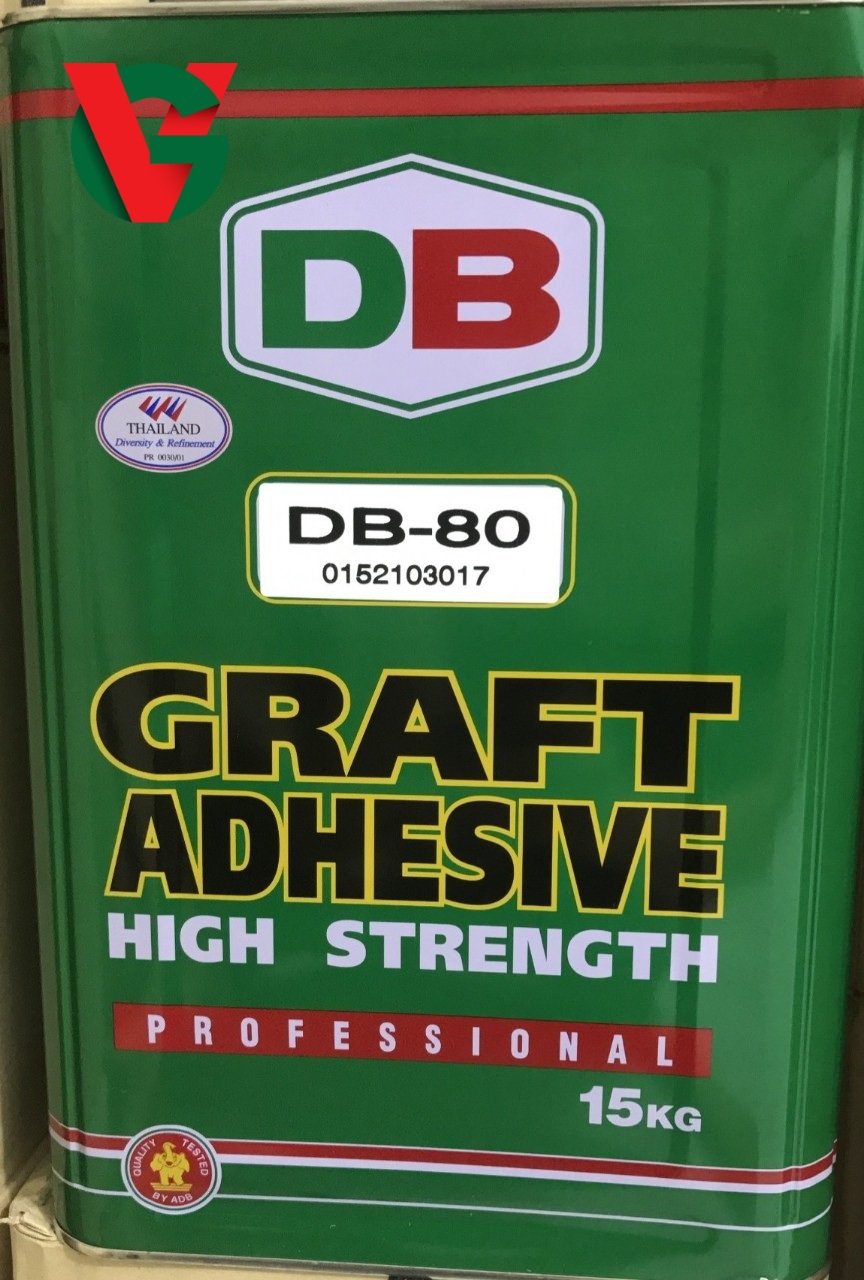 VG
DB
THAILAND
Diversity & Refinement
PR 0030/01
DB-80
0152103017
GRAFT
ADHESIVE
HIGH STRENGTH
PROFESSIONAL
15KG
QUALITY TESTED
BY ADB